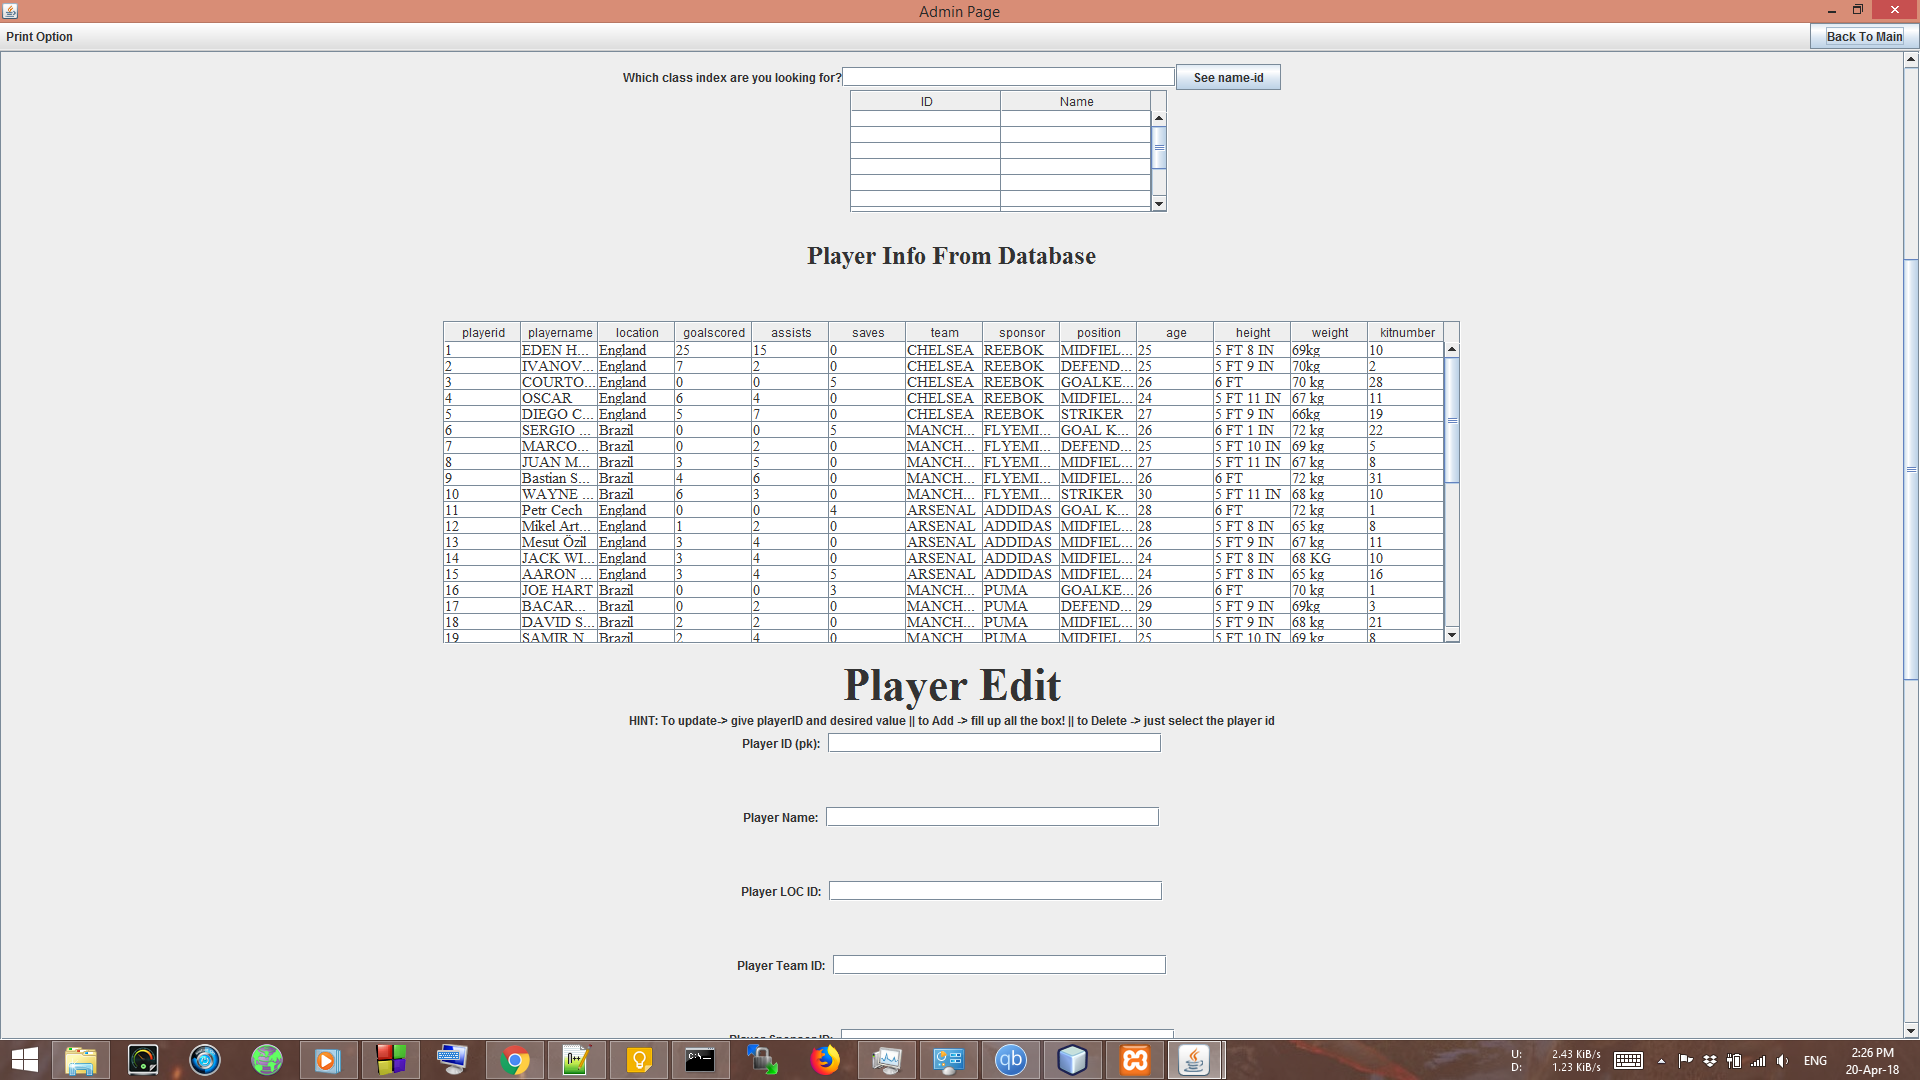 Admin Page
Print Option Back To Main
Which class index are you looking for? See name-id
ID Name
Player Info From Database
playerid playername location goalscored assists saves team sponsor position age height weight kitnumber
1 EDEN H... England 25 15 0 CHELSEA REEBOK MIDFIEL... 25 5 FT 8 IN 69kg 10
2 IVANOV... England 7 2 0 CHELSEA REEBOK DEFEND... 25 5 FT 9 IN 70kg 2
3 COURTO... England 0 0 5 CHELSEA REEBOK GOALKE... 26 6 FT 70 kg 28
4 OSCAR England 6 4 0 CHELSEA REEBOK MIDFIEL... 24 5 FT 11 IN 67 kg 11
5 DIEGO C... England 5 7 0 CHELSEA REEBOK STRIKER 27 5 FT 9 IN 66kg 19
6 SERGIO ... Brazil 0 0 5 MANCH... FLYEMI... GOAL K... 26 6 FT 1 IN 72 kg 22
7 MARCO... Brazil 0 2 0 MANCH... FLYEMI... DEFEND... 25 5 FT 10 IN 69 kg 5
8 JUAN M... Brazil 3 5 0 MANCH... FLYEMI... MIDFIEL... 27 5 FT 11 IN 67 kg 8
9 Bastian S... Brazil 4 6 0 MANCH... FLYEMI... MIDFIEL... 26 6 FT 72 kg 31
10 WAYNE ... Brazil 6 3 0 MANCH... FLYEMI... STRIKER 30 5 FT 11 IN 68 kg 10
11 Petr Cech England 0 0 4 ARSENAL ADDIDAS GOAL K... 28 6 FT 72 kg 1
12 Mikel Art... England 1 2 0 ARSENAL ADDIDAS MIDFIEL... 28 5 FT 8 IN 65 kg 8
13 Mesut Özil England 3 4 0 ARSENAL ADDIDAS MIDFIEL... 26 5 FT 9 IN 67 kg 11
14 JACK WI... England 3 4 0 ARSENAL ADDIDAS MIDFIEL... 24 5 FT 8 IN 68 KG 10
15 AARON ... England 3 4 5 ARSENAL ADDIDAS MIDFIEL... 24 5 FT 8 IN 65 kg 16
16 JOE HART Brazil 0 0 3 MANCH... PUMA GOALKE... 26 6 FT 70 kg 1
17 BACAR... Brazil 0 2 0 MANCH... PUMA DEFEND... 29 5 FT 9 IN 69kg 3
18 DAVID S... Brazil 2 2 0 MANCH... PUMA MIDFIEL... 30 5 FT 9 IN 68 kg 21
19 SAMIR N... Brazil 2 4 0 MANCH... PUMA MIDFIEL... 25 5 FT 10 IN 69 kg 8
Player Edit
HINT: To update-> give playerID and desired value || to Add -> fill up all the box! || to Delete -> just select the player id
Player ID (pk):
Player Name:
Player LOC ID:
Player Team ID:
Player Sponsor ID:
U: 2.43 KiB/s
D: 1.23 KiB/s
ENG
2:26 PM
20-Apr-18